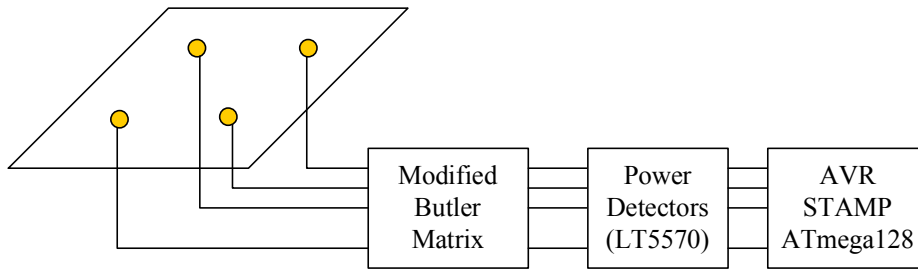 Modified
Butler
Matrix
Power
Detectors
(LT5570)
AVR
STAMP
ATmega128